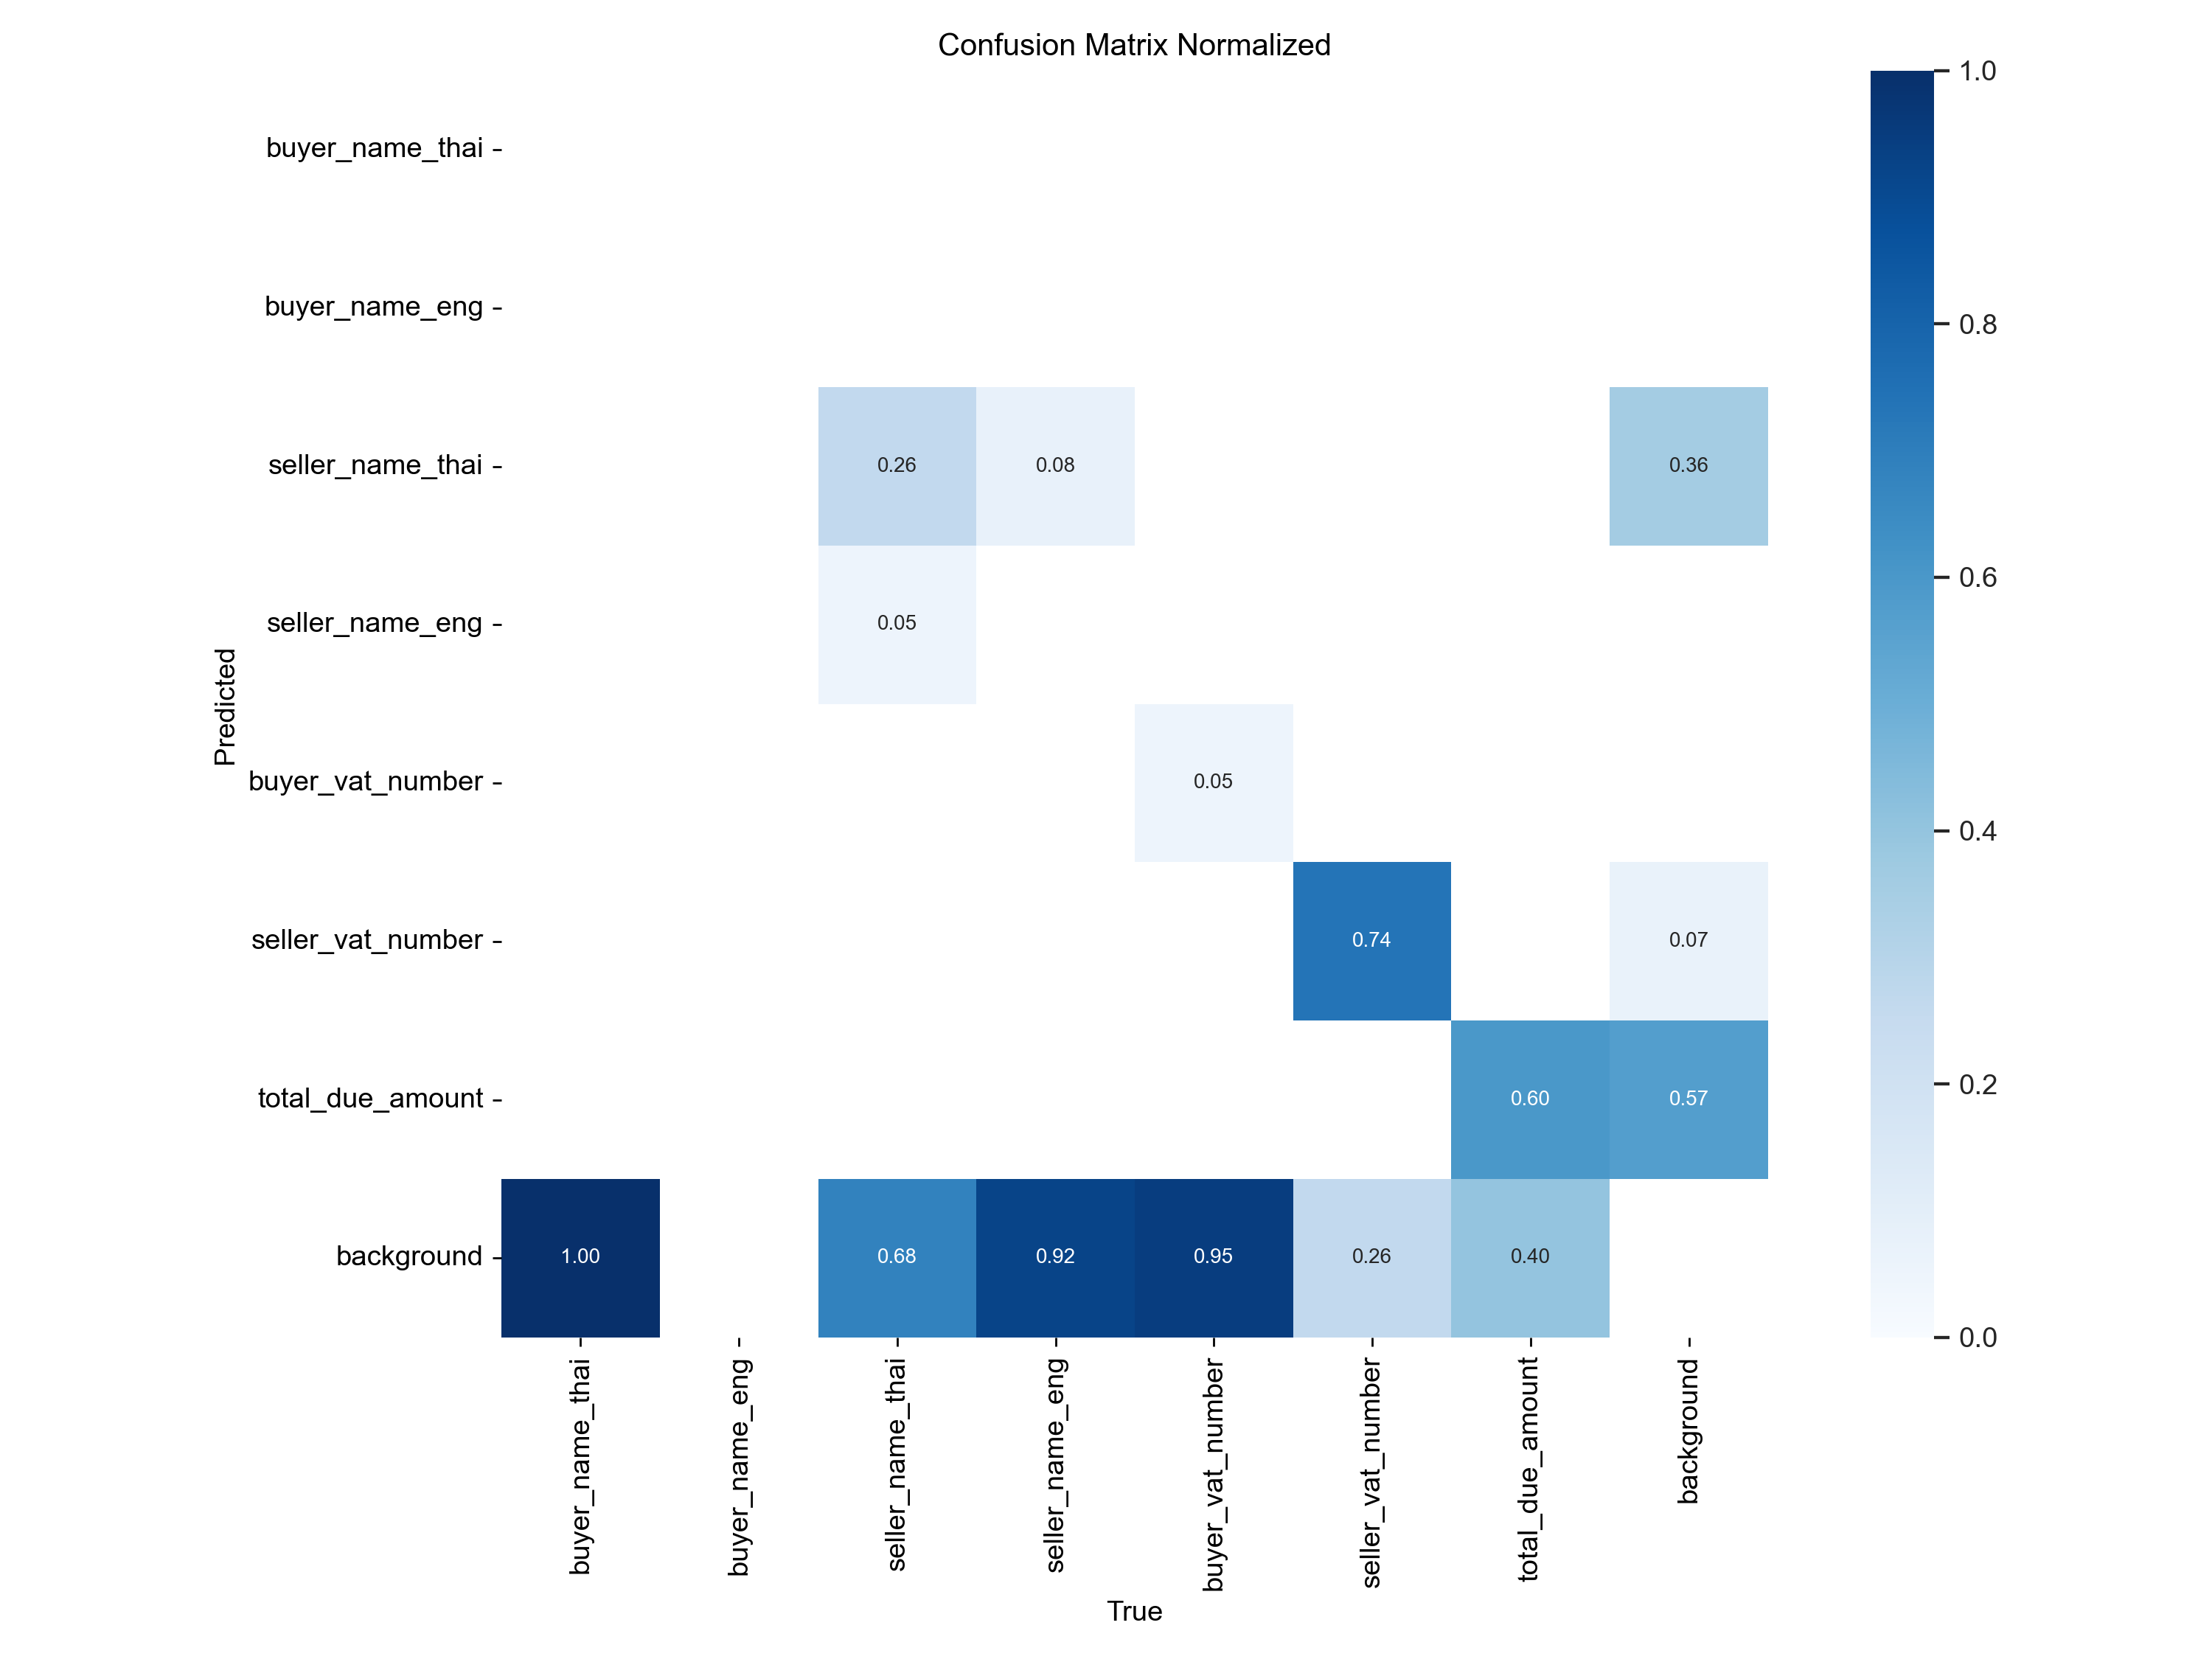 Confusion Matrix Normalized
buyer_name_thai
buyer_name_eng
seller_name_thai
0.26
0.08
0.36
seller_name_eng
0.05
buyer_vat_number
0.05
seller_vat_number
0.74
0.07
total_due_amount
0.60
0.57
background
1.00
0.68
0.92
0.95
0.26
0.40
Predicted
buyer_name_thai
buyer_name_eng
seller_name_thai
seller_name_eng
buyer_vat_number
seller_vat_number
total_due_amount
background
True
1.0
0.8
0.6
0.4
0.2
0.0